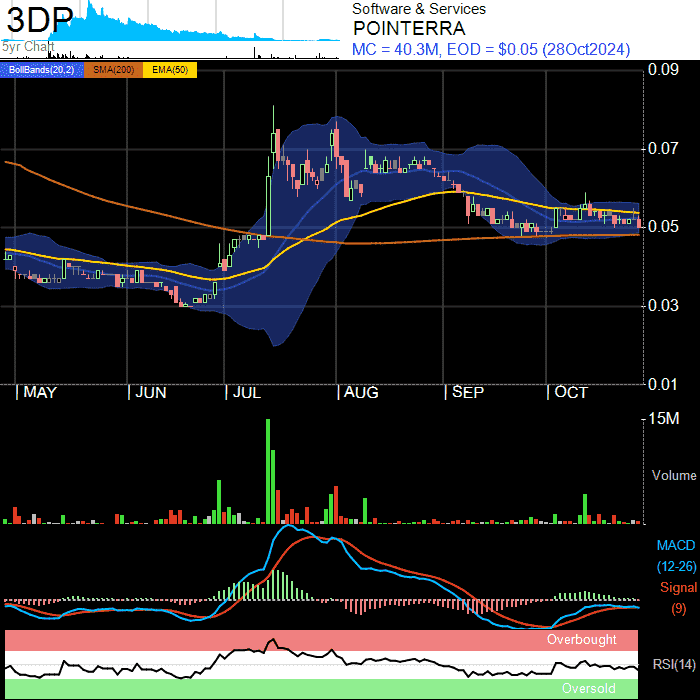 3DP
5yr Chart
Software & Services
POINTERRA
MC = 40.3M, EOD = $0.05 (28Oct2024)
BollBands(20,2) SMA(200) EMA(50)
0.09
0.07
0.05
0.03
0.01
MAY JUN JUL AUG SEP OCT
15M
Volume
MACD
(12-26)
Signal
(9)
Overbought
RSI(14)
Oversold